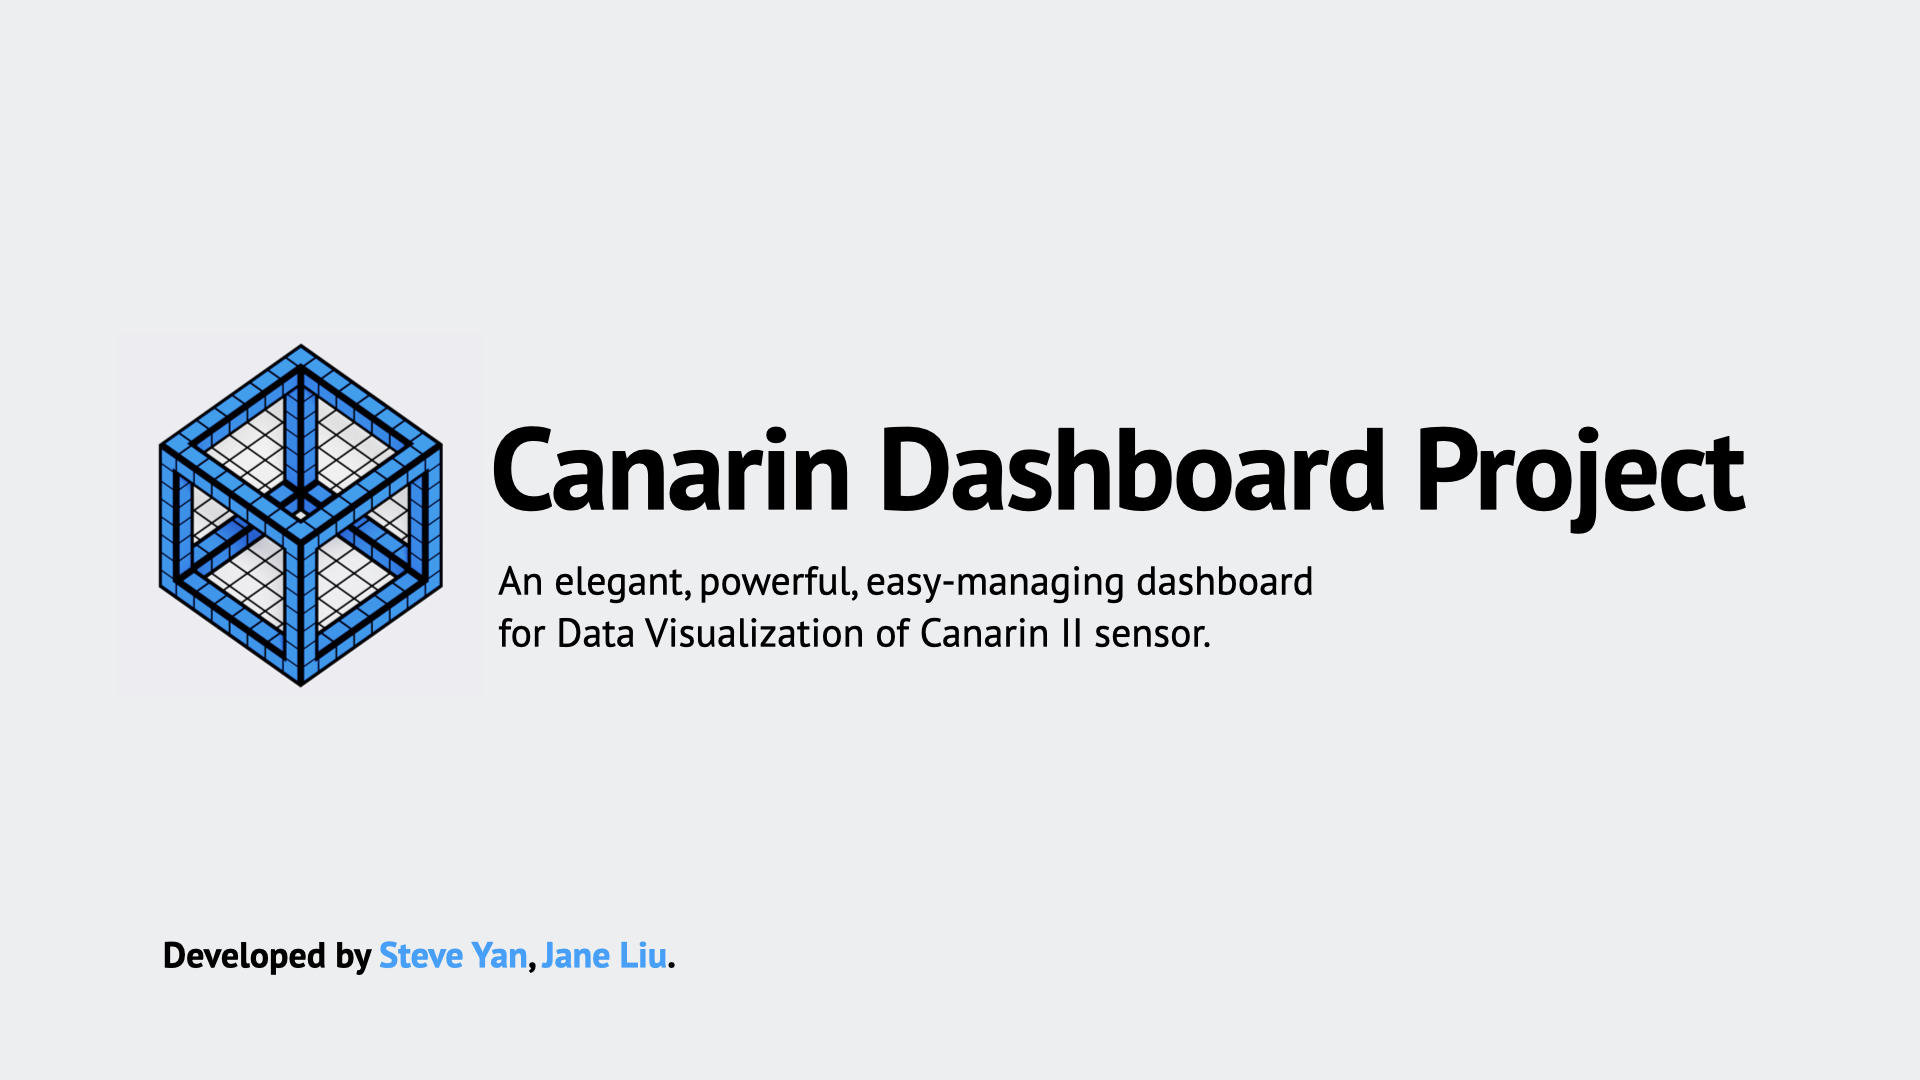 Canarin Dashboard Project
An elegant, powerful, easy-managing dashboard
for Data Visualization of Canarin II sensor.
Developed by Steve Yan, Jane Liu.